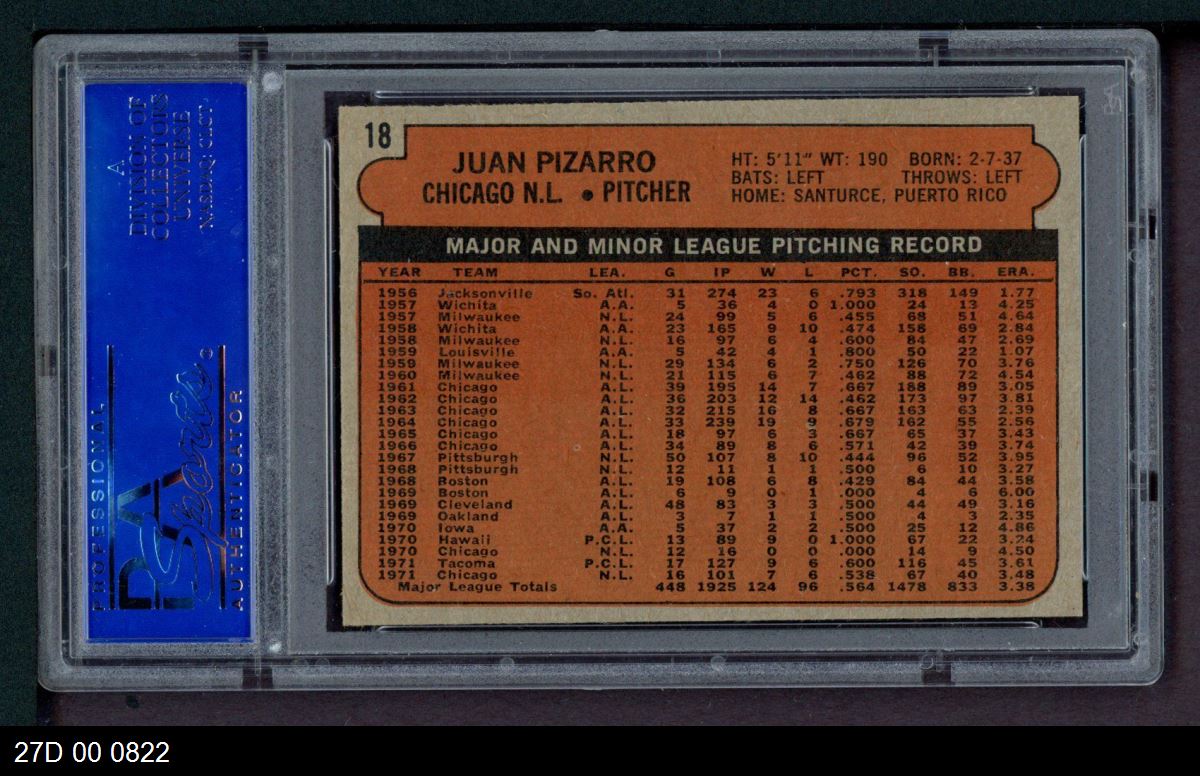 A
DIVISION OF
COLLECTORS
UNIVERSE
NASDAQ: CLCT
PROFESSIONAL
PSA
Sports
AUTHENTICATOR
18
JUAN PIZARRO
CHICAGO N.L. • PITCHER
HT: 5'11" WT: 190 BORN: 2-7-37
BATS: LEFT THROWS: LEFT
HOME: SANTURCE, PUERTO RICO
MAJOR AND MINOR LEAGUE PITCHING RECORD
YEAR TEAM LEA. G IP W L PCT. SO. BB. ERA.
1956 Jacksonville So. Atl. 31 274 23 6 .793 318 149 1.77
1957 Wichita A.A. 5 36 4 0 1.000 24 13 4.25
1957 Milwaukee N.L. 24 99 5 6 .455 68 51 4.64
1958 Wichita A.A. 23 165 9 10 .474 158 69 2.84
1958 Milwaukee N.L. 16 97 6 4 .600 84 47 2.69
1959 Louisville A.A. 5 42 4 1 .800 50 22 1.07
1959 Milwaukee N.L. 29 134 6 2 .750 126 70 3.76
1960 Milwaukee N.L. 21 115 6 7 .462 88 72 4.54
1961 Chicago A.L. 39 195 14 7 .667 188 89 3.05
1962 Chicago A.L. 36 203 12 14 .462 173 97 3.81
1963 Chicago A.L. 32 215 16 8 .667 163 63 2.39
1964 Chicago A.L. 33 239 19 9 .679 162 55 2.56
1965 Chicago A.L. 18 97 6 3 .667 65 37 3.43
1966 Chicago A.L. 34 89 8 6 .571 42 39 3.74
1967 Pittsburgh N.L. 50 107 8 10 .444 96 52 3.95
1968 Pittsburgh N.L. 12 11 1 1 .500 6 10 3.27
1968 Boston A.L. 19 108 6 8 .429 84 44 3.58
1969 Boston A.L. 6 9 0 1 .000 4 6 6.00
1969 Cleveland A.L. 48 83 3 3 .500 44 49 3.16
1969 Oakland A.L. 3 7 1 1 .500 4 3 2.35
1970 Iowa A.A. 5 37 2 2 .500 25 12 4.86
1970 Hawaii P.C.L. 13 89 9 0 1.000 67 22 3.24
1970 Chicago N.L. 12 16 0 0 .000 14 9 4.50
1971 Tacoma P.C.L. 17 127 9 6 .600 116 45 3.61
1971 Chicago N.L. 16 101 7 6 .538 67 40 3.48
Major League Totals 448 1925 124 96 .564 1478 833 3.38
27D 00 0822